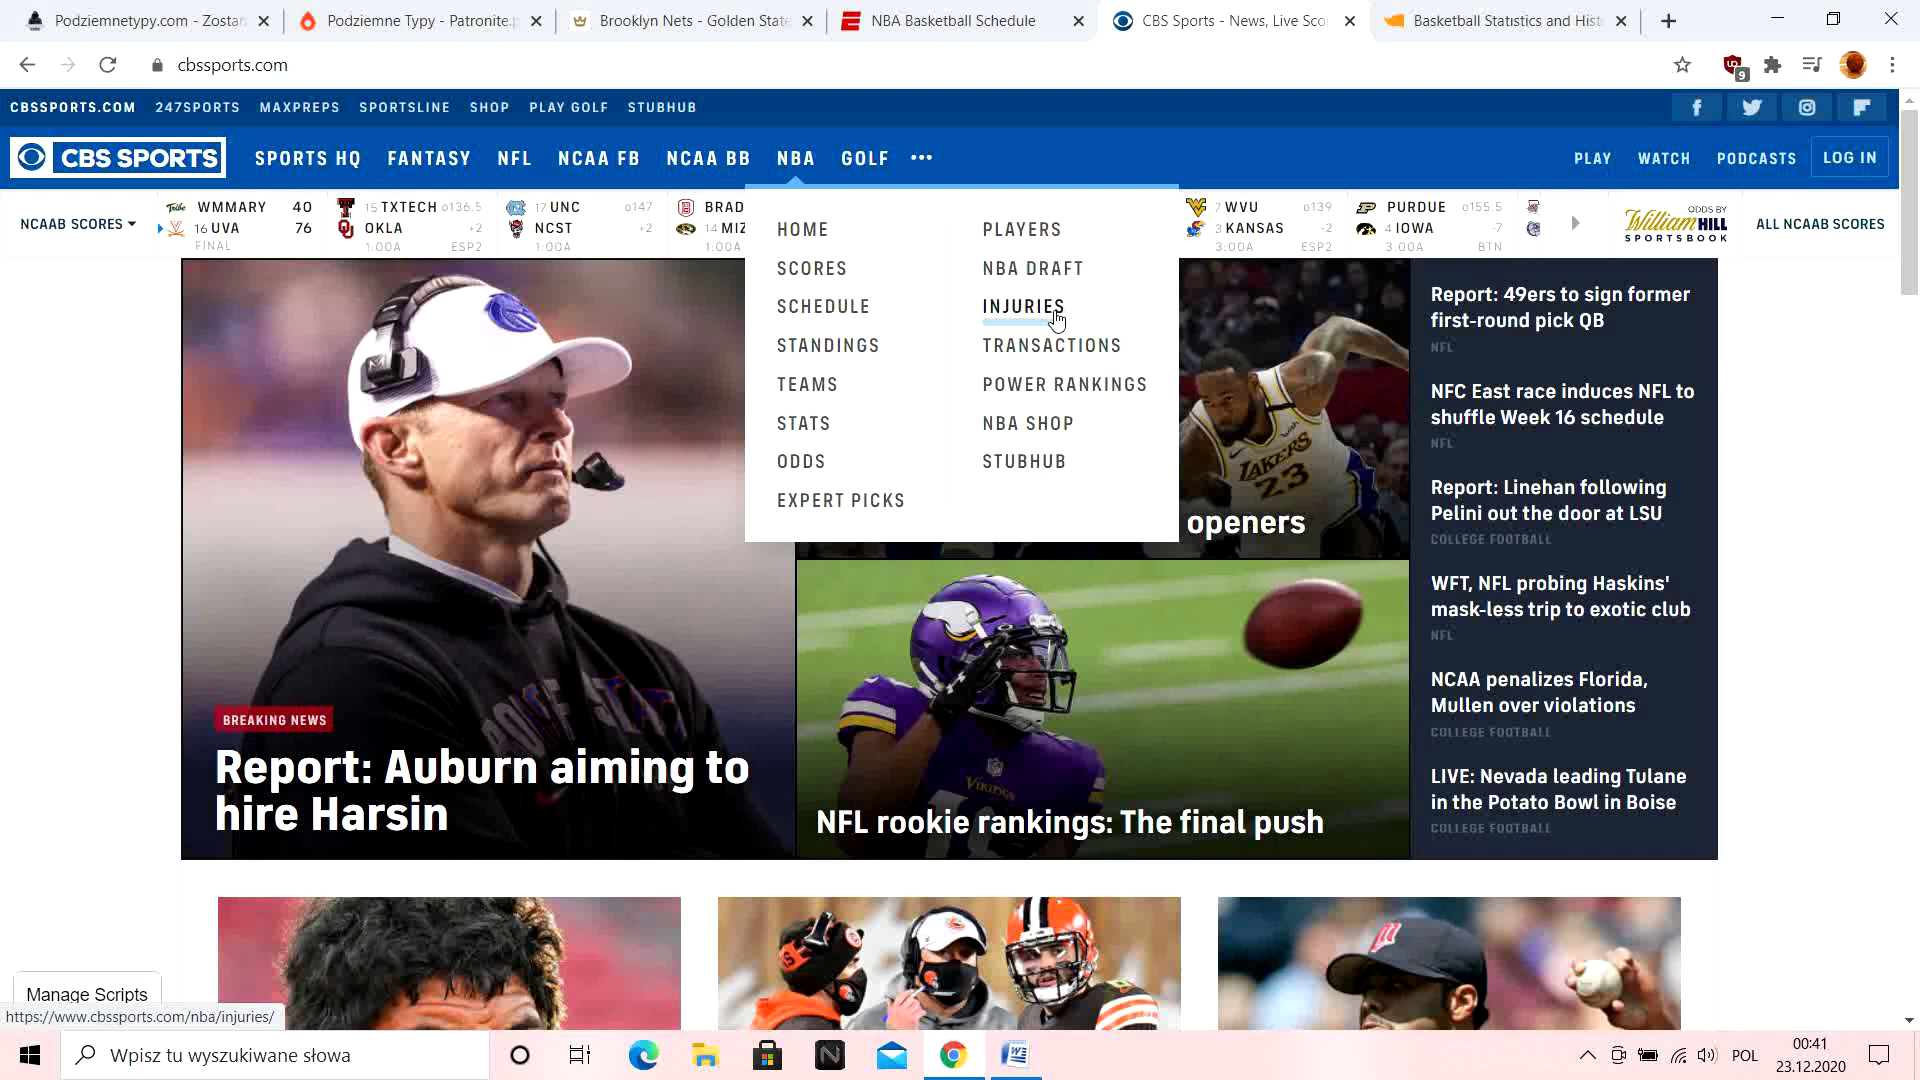 Podziemnetypy.com - Zostań
Podziemne Typy - Patronite.p
Brooklyn Nets - Golden State
NBA Basketball Schedule
CBS Sports - News, Live Scor
Basketball Statistics and Hist
cbssports.com
9
CBSSPORTS.COM 247SPORTS MAXPREPS SPORTSLINE SHOP PLAY GOLF STUBHUB
CBS SPORTS
SPORTS HQ FANTASY NFL NCAA FB NCAA BB NBA GOLF •••
PLAY WATCH PODCASTS LOG IN
NCAAB SCORES
Tribe WMMARY 40
16 UVA 76
FINAL
15 TXTECH o136.5
OKLA +2
1:00A ESP2
17 UNC o147
NCST +2
1:00A
BRAD
14 MIZ
1:00A
7 WVU o139
3 KANSAS -2
3:00A ESP2
PURDUE o155.5
4 IOWA -7
3:00A BTN
ODDS BY
William HILL
SPORTSBOOK
ALL NCAAB SCORES
HOME
SCORES
SCHEDULE
STANDINGS
TEAMS
STATS
ODDS
EXPERT PICKS
PLAYERS
NBA DRAFT
INJURIES
TRANSACTIONS
POWER RANKINGS
NBA SHOP
STUBHUB
LAKERS
23
openers
BREAKING NEWS
Report: Auburn aiming to
hire Harsin
VIKINGS
NFL rookie rankings: The final push
Report: 49ers to sign former
first-round pick QB
NFL
NFC East race induces NFL to
shuffle Week 16 schedule
NFL
Report: Linehan following
Pelini out the door at LSU
COLLEGE FOOTBALL
WFT, NFL probing Haskins'
mask-less trip to exotic club
NFL
NCAA penalizes Florida,
Mullen over violations
COLLEGE FOOTBALL
LIVE: Nevada leading Tulane
in the Potato Bowl in Boise
COLLEGE FOOTBALL
Manage Scripts
https://www.cbssports.com/nba/injuries/
Wpisz tu wyszukiwane słowa
POL
00:41
23.12.2020